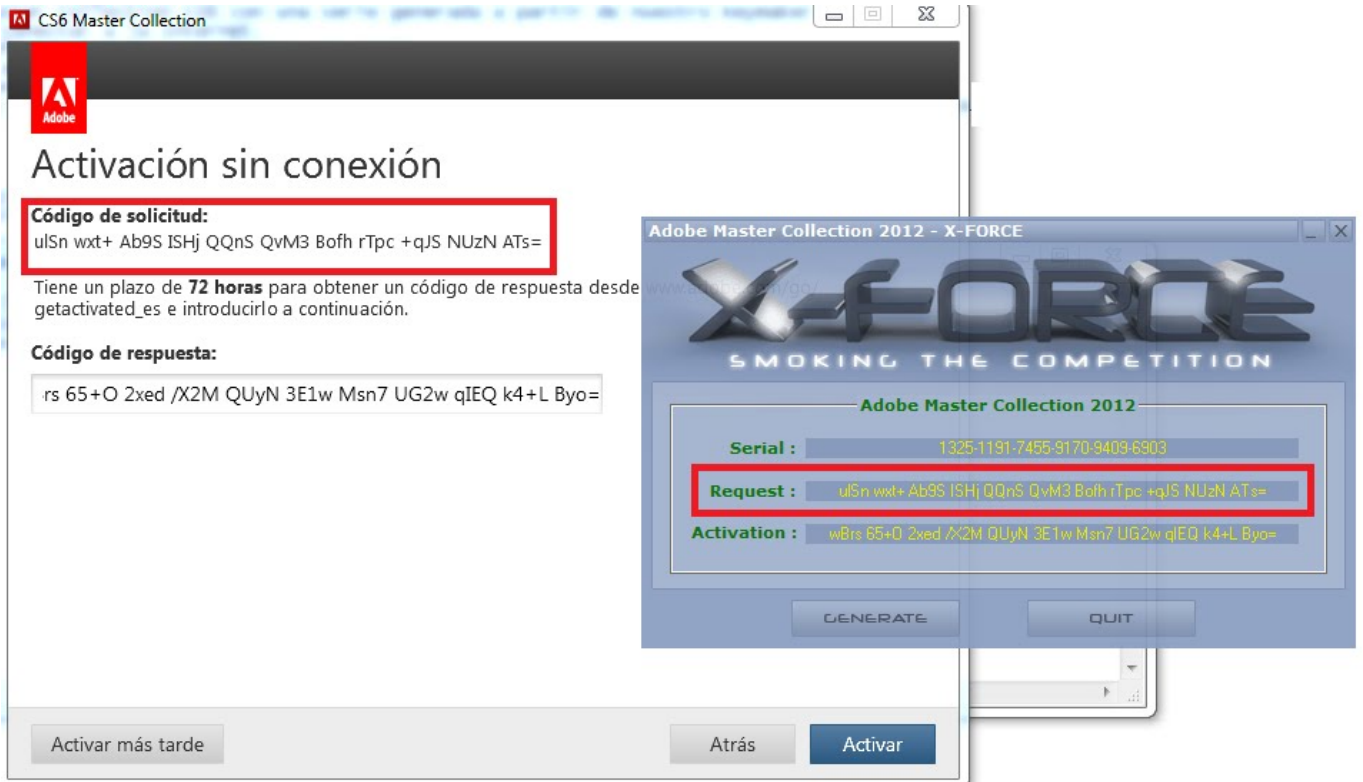 CS6 Master Collection
Adobe
Activación sin conexión
Código de solicitud:
ulSn wxt+ Ab9S ISHj QQnS QvM3 Bofh rTpc +qJS NUzN ATs=
Tiene un plazo de 72 horas para obtener un código de respuesta desde
getactivated_es e introducirlo a continuación.
Código de respuesta:
rs 65+O 2xed /X2M QUyN 3E1w Msn7 UG2w qIEQ k4+L Byo=
Activar más tarde
Atrás
Activar
Adobe Master Collection 2012 - X-FORCE
X-FORCE
SMOKING THE COMPETITION
Adobe Master Collection 2012
Serial : 1325-1191-7455-9170-9409-6903
Request : ulSn wxt+ Ab9S ISHj QQnS QvM3 Bofh rTpc +qJS NUzN ATs=
Activation : wBrs 65+O 2xed /X2M QUyN 3E1w Msn7 UG2w qIEQ k4+L Byo=
GENERATE
QUIT